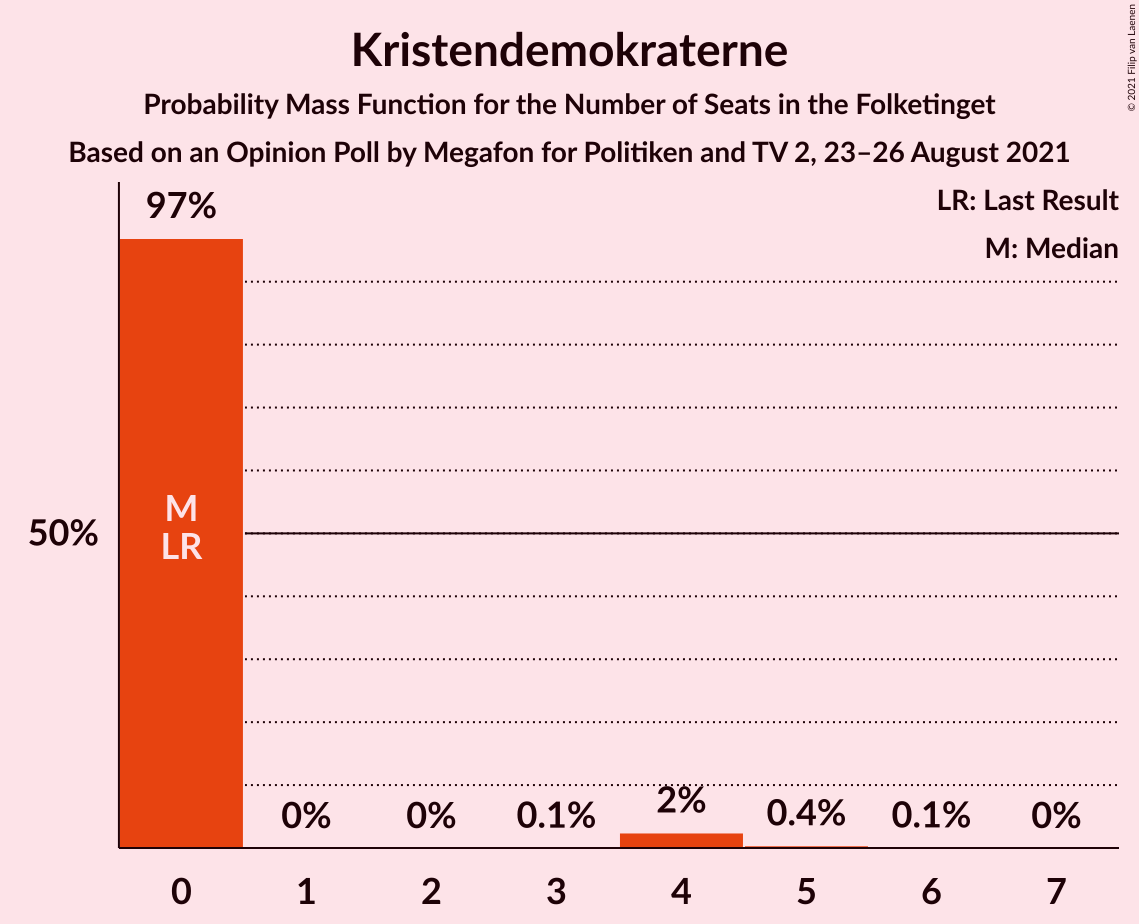 Kristendemokraterne
Probability Mass Function for the Number of Seats in the Folketinget
Based on an Opinion Poll by Megafon for Politiken and TV 2, 23–26 August 2021
© 2021 Filip van Laenen
LR: Last Result
M: Median
97%
50%
M
LR
0% 0% 0.1% 2% 0.4% 0.1% 0%
0 1 2 3 4 5 6 7